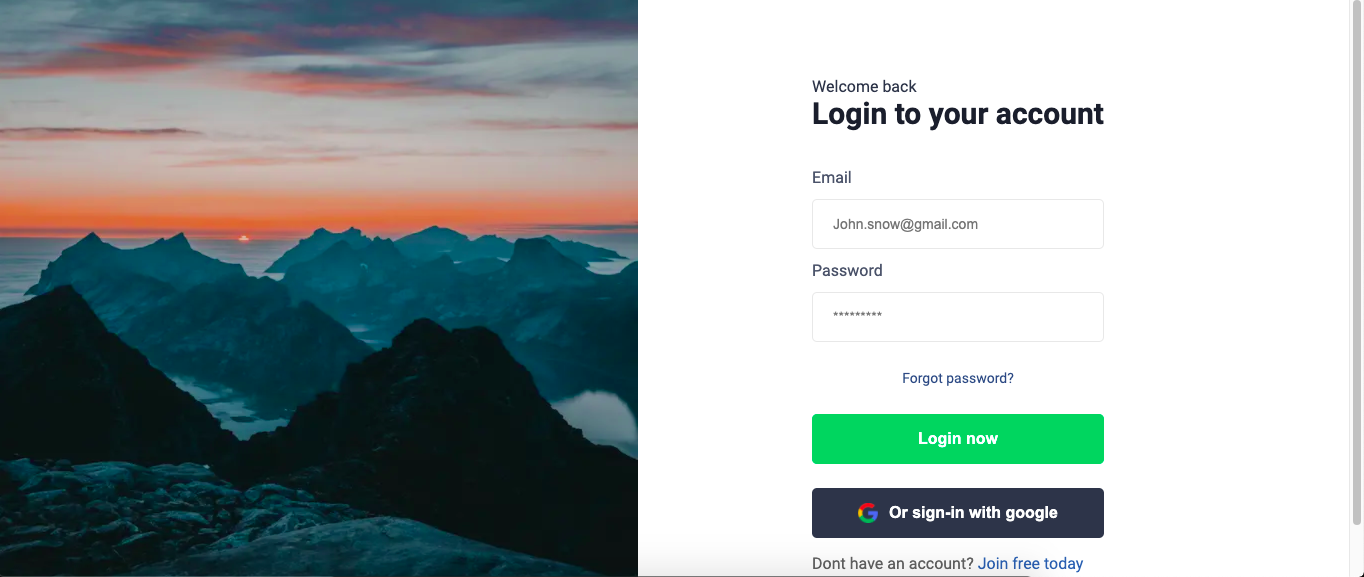 Welcome back
Login to your account
Email
John.snow@gmail.com
Password
*********
Forgot password?
Login now
Or sign-in with google
Dont have an account? Join free today